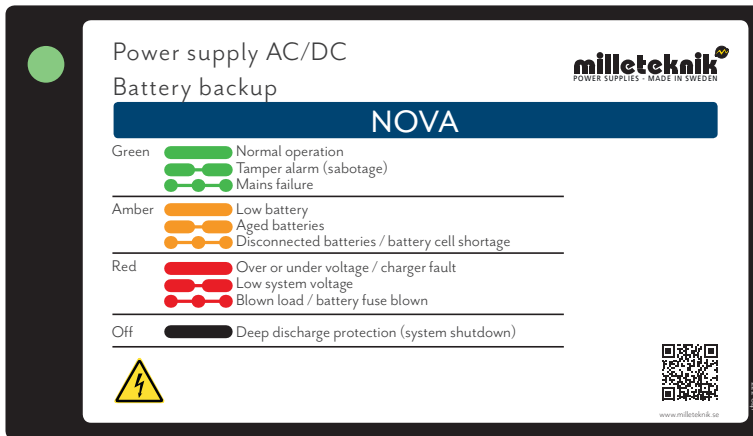 Power supply AC/DC
Battery backup
milleteknik
POWER SUPPLIES - MADE IN SWEDEN
NOVA
Green
Normal operation
Tamper alarm (sabotage)
Mains failure
Amber
Low battery
Aged batteries
Disconnected batteries / battery cell shortage
Red
Over or under voltage / charger fault
Low system voltage
Blown load / battery fuse blown
Off
Deep discharge protection (system shutdown)
www.milleteknik.se